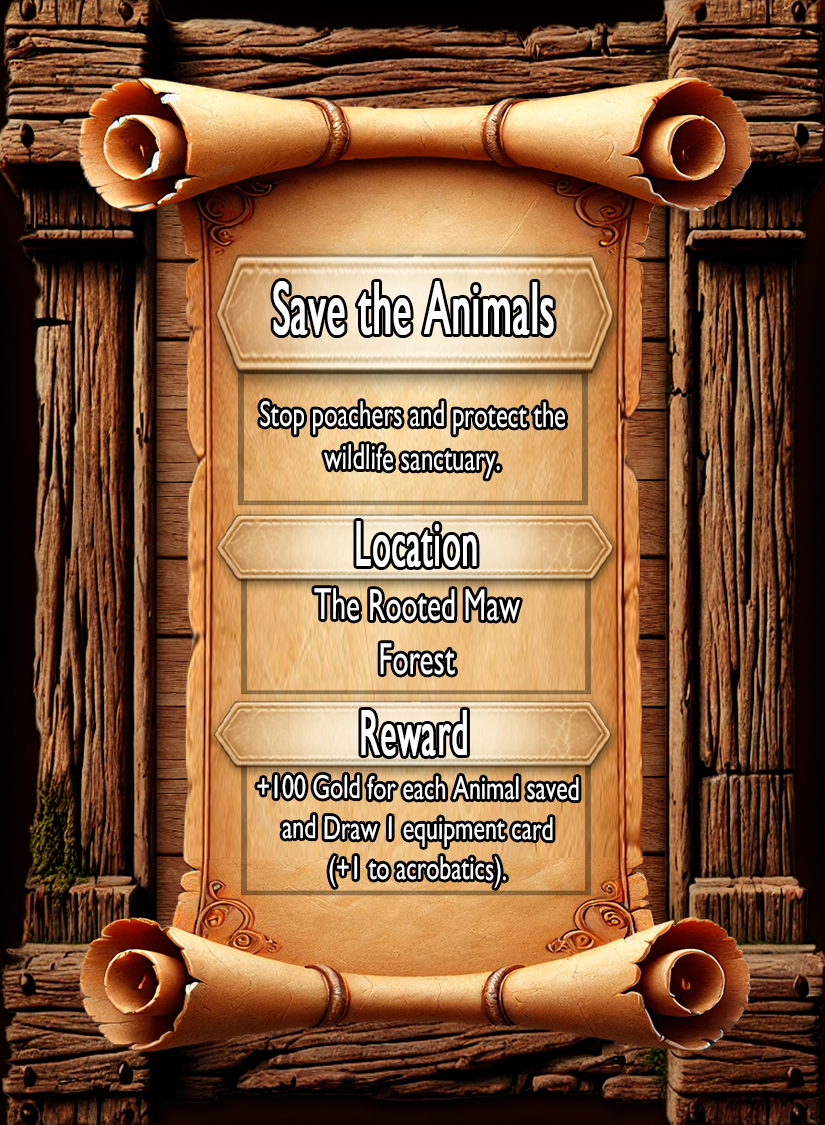 Save the Animals
Stop poachers and protect the
wildlife sanctuary.
Location
The Rooted Maw
Forest
Reward
+100 Gold for each Animal saved
and Draw 1 equipment card
(+1 to acrobatics).